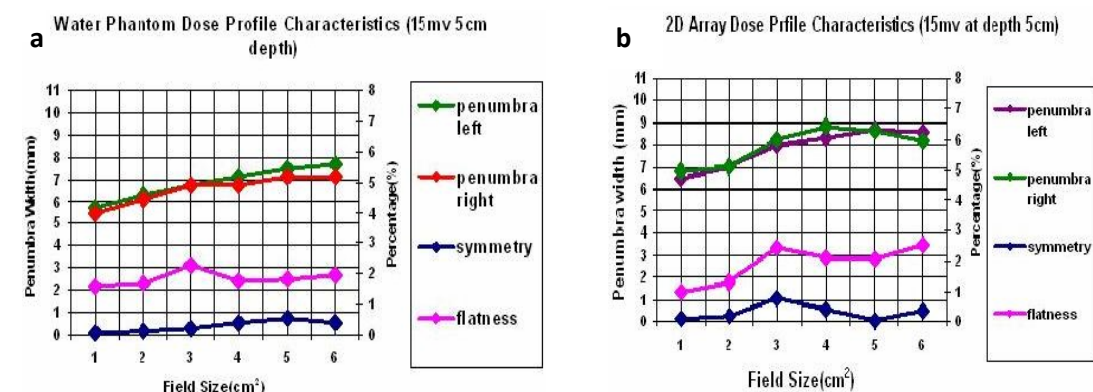 a
Water Phantom Dose Profile Characteristics (15mv 5cm
depth)
Penumbra Width(mm)
11
10
9
8
7
6
5
4
3
2
1
0
8
7
6
5
4
3
2
1
0
Percentage(%)
1 2 3 4 5 6
Field Size(cm²)
penumbra
left
penumbra
right
symmetry
flatness
b
2D Array Dose Prfile Characteristics (15mv at depth 5cm)
Penumbra width (mm)
11
10
9
8
7
6
5
4
3
2
1
0
8
7
6
5
4
3
2
1
0
Percentage(%)
1 2 3 4 5 6
Field Size(cm²)
penumbra
left
penumbra
right
symmetry
flatness